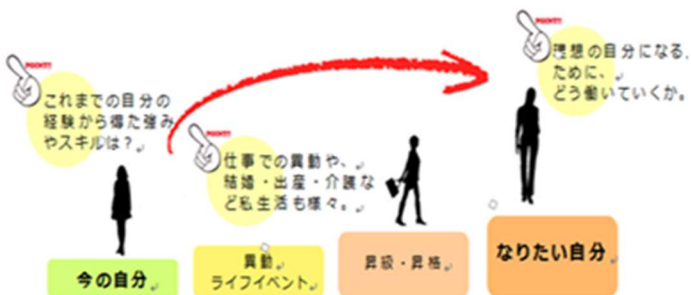 POINT!!
これまでの自分の
経験から得た強み
やスキルは?
POINT!!
仕事での異動や、
結婚・出産・介護な
ど私生活も様々。
POINT!!
理想の自分になる
ために、
どう働いていくか。
今の自分
異動
ライフイベント
昇級・昇格
なりたい自分